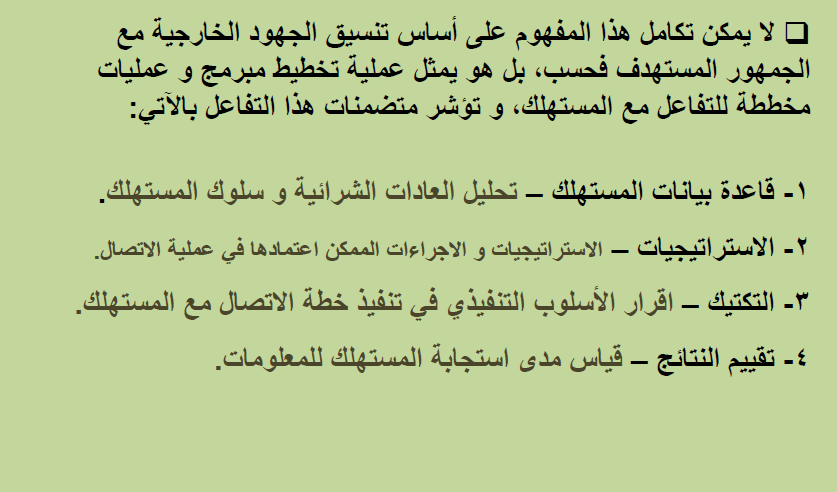 ❑ لا يمكن تكامل هذا المفهوم على أساس تنسيق الجهود الخارجية مع
الجمهور المستهدف فحسب، بل هو يمثل عملية تخطيط مبرمج و عمليات
مخططة للتفاعل مع المستهلك، و تؤشر متضمنات هذا التفاعل بالآتي:
١- قاعدة بيانات المستهلك – تحليل العادات الشرائية و سلوك المستهلك.
٢- الاستراتيجيات – الاستراتيجيات و الاجراءات الممكن اعتمادها في عملية الاتصال.
٣- التكتيك – اقرار الأسلوب التنفيذي في تنفيذ خطة الاتصال مع المستهلك.
٤- تقييم النتائج – قياس مدى استجابة المستهلك للمعلومات.